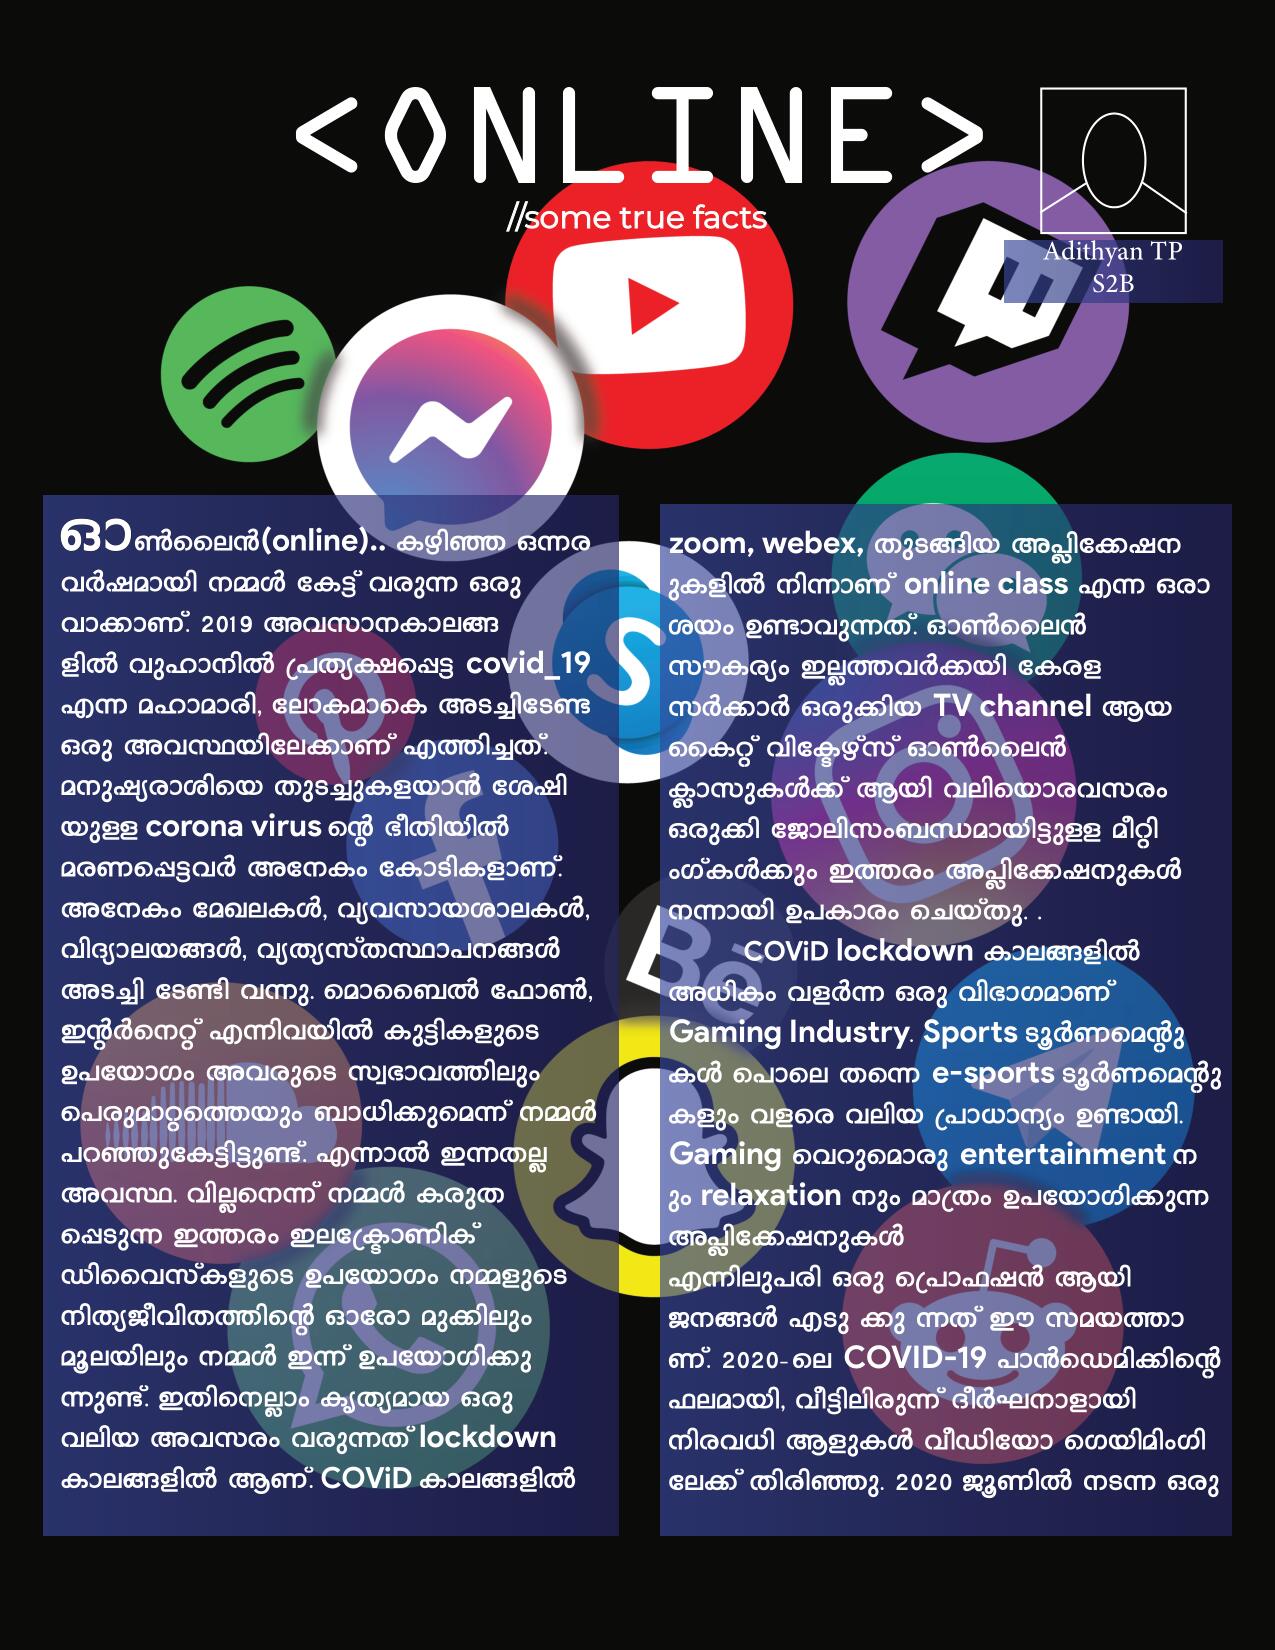 <ONLINE>
//some true facts
Adithyan TP
S2B
ഓൺലൈൻ(online).. കഴിഞ്ഞ ഒന്നര
വർഷമായി നമ്മൾ കേട്ട് വരുന്ന ഒരു
വാക്കാണ്. 2019 അവസാനകാലങ്ങ
ളിൽ വുഹാനിൽ പ്രത്യക്ഷപ്പെട്ട covid_19
എന്ന മഹാമാരി, ലോകമാകെ അടച്ചിടേണ്ട
ഒരു അവസ്ഥയിലേക്കാണ് എത്തിച്ചത്.
മനുഷ്യരാശിയെ തുടച്ചുകളയാൻ ശേഷി
യുളള corona virus ന്റെ ഭീതിയിൽ
മരണപ്പെട്ടവർ അനേകം കോടികളാണ്.
അനേകം മേഖലകൾ, വ്യവസായശാലകൾ,
വിദ്യാലയങ്ങൾ, വ്യത്യസ്തസ്ഥാപനങ്ങൾ
അടച്ചി ടേണ്ടി വന്നു. മൊബൈൽ ഫോൺ,
ഇന്റർനെറ്റ് എന്നിവയിൽ കുട്ടികളുടെ
ഉപയോഗം അവരുടെ സ്വഭാവത്തിലും
പെരുമാറ്റത്തെയും ബാധിക്കുമെന്ന് നമ്മൾ
പറഞ്ഞുകേട്ടിട്ടുണ്ട്. എന്നാൽ ഇന്നതല്ല
അവസ്ഥ. വില്ലനെന്ന് നമ്മൾ കരുത
പ്പെടുന്ന ഇത്തരം ഇലക്ട്രോണിക്
ഡിവൈസ്കളുടെ ഉപയോഗം നമ്മളുടെ
നിത്യജീവിതത്തിന്റെ ഓരോ മുക്കിലും
മൂലയിലും നമ്മൾ ഇന്ന് ഉപയോഗിക്കു
ന്നുണ്ട്. ഇതിനെല്ലാം കൃത്യമായ ഒരു
വലിയ അവസരം വരുന്നത് lockdown
കാലങ്ങളിൽ ആണ്. COViD കാലങ്ങളിൽ
zoom, webex, തുടങ്ങിയ അപ്ലിക്കേഷന
ുകളിൽ നിന്നാണ് online class എന്ന ഒരാ
ശയം ഉണ്ടാവുന്നത്. ഓൺലൈൻ
സൗകര്യം ഇല്ലത്തവർക്കയി കേരള
സർക്കാർ ഒരുക്കിയ TV channel ആയ
കൈറ്റ് വിക്ടേഴ്സ് ഓൺലൈൻ
ക്ലാസുകൾക്ക് ആയി വലിയൊരവസരം
ഒരുക്കി ജോലിസംബന്ധമായിട്ടുളള മീറ്റി
ംഗ്കൾക്കും ഇത്തരം അപ്ലിക്കേഷനുകൾ
നന്നായി ഉപകാരം ചെയ്തു. .
COViD lockdown കാലങ്ങളിൽ
അധികം വളർന്ന ഒരു വിഭാഗമാണ്
Gaming Industry. Sports ടൂർണമെന്റു
കൾ പൊലെ തന്നെ e-sports ടൂർണമെന്റു
കളും വളരെ വലിയ പ്രാധാന്യം ഉണ്ടായി.
Gaming വെറുമൊരു entertainment ന
ും relaxation നും മാത്രം ഉപയോഗിക്കുന്ന
അപ്ലിക്കേഷനുകൾ
എന്നിലുപരി ഒരു പ്രൊഫഷൻ ആയി
ജനങ്ങൾ എടു ക്കു ന്നത് ഈ സമയത്താ
ണ്. 2020-ലെ COVID-19 പാൻഡെമിക്കിന്റെ
ഫലമായി, വീട്ടിലിരുന്ന് ദീർഘനാളായി
നിരവധി ആളുകൾ വീഡിയോ ഗെയിമിംഗി
ലേക്ക് തിരിഞ്ഞു. 2020 ജൂണിൽ നടന്ന ഒരു